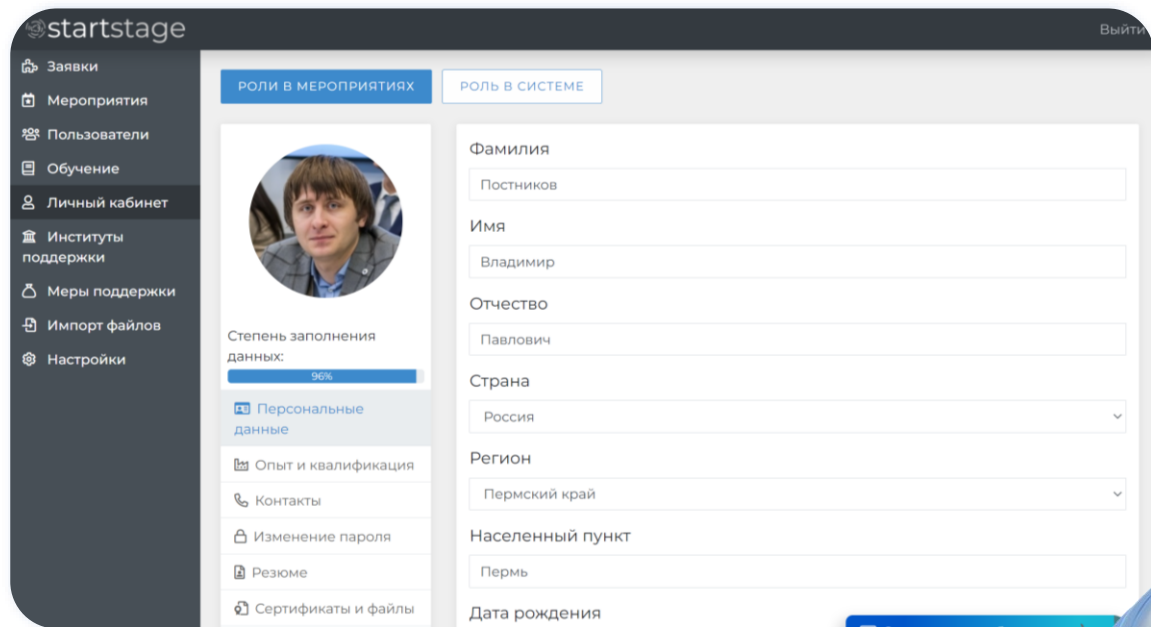 startstage
Выйти
Заявки
Мероприятия
Пользователи
Обучение
Личный кабинет
Институты
поддержки
Меры поддержки
Импорт файлов
Настройки
РОЛИ В МЕРОПРИЯТИЯХ
РОЛЬ В СИСТЕМЕ
Степень заполнения
данных:
96%
Персональные
данные
Опыт и квалификация
Контакты
Изменение пароля
Резюме
Сертификаты и файлы
Фамилия
Постников
Имя
Владимир
Отчество
Павлович
Страна
Россия
Регион
Пермский край
Населенный пункт
Пермь
Дата рождения